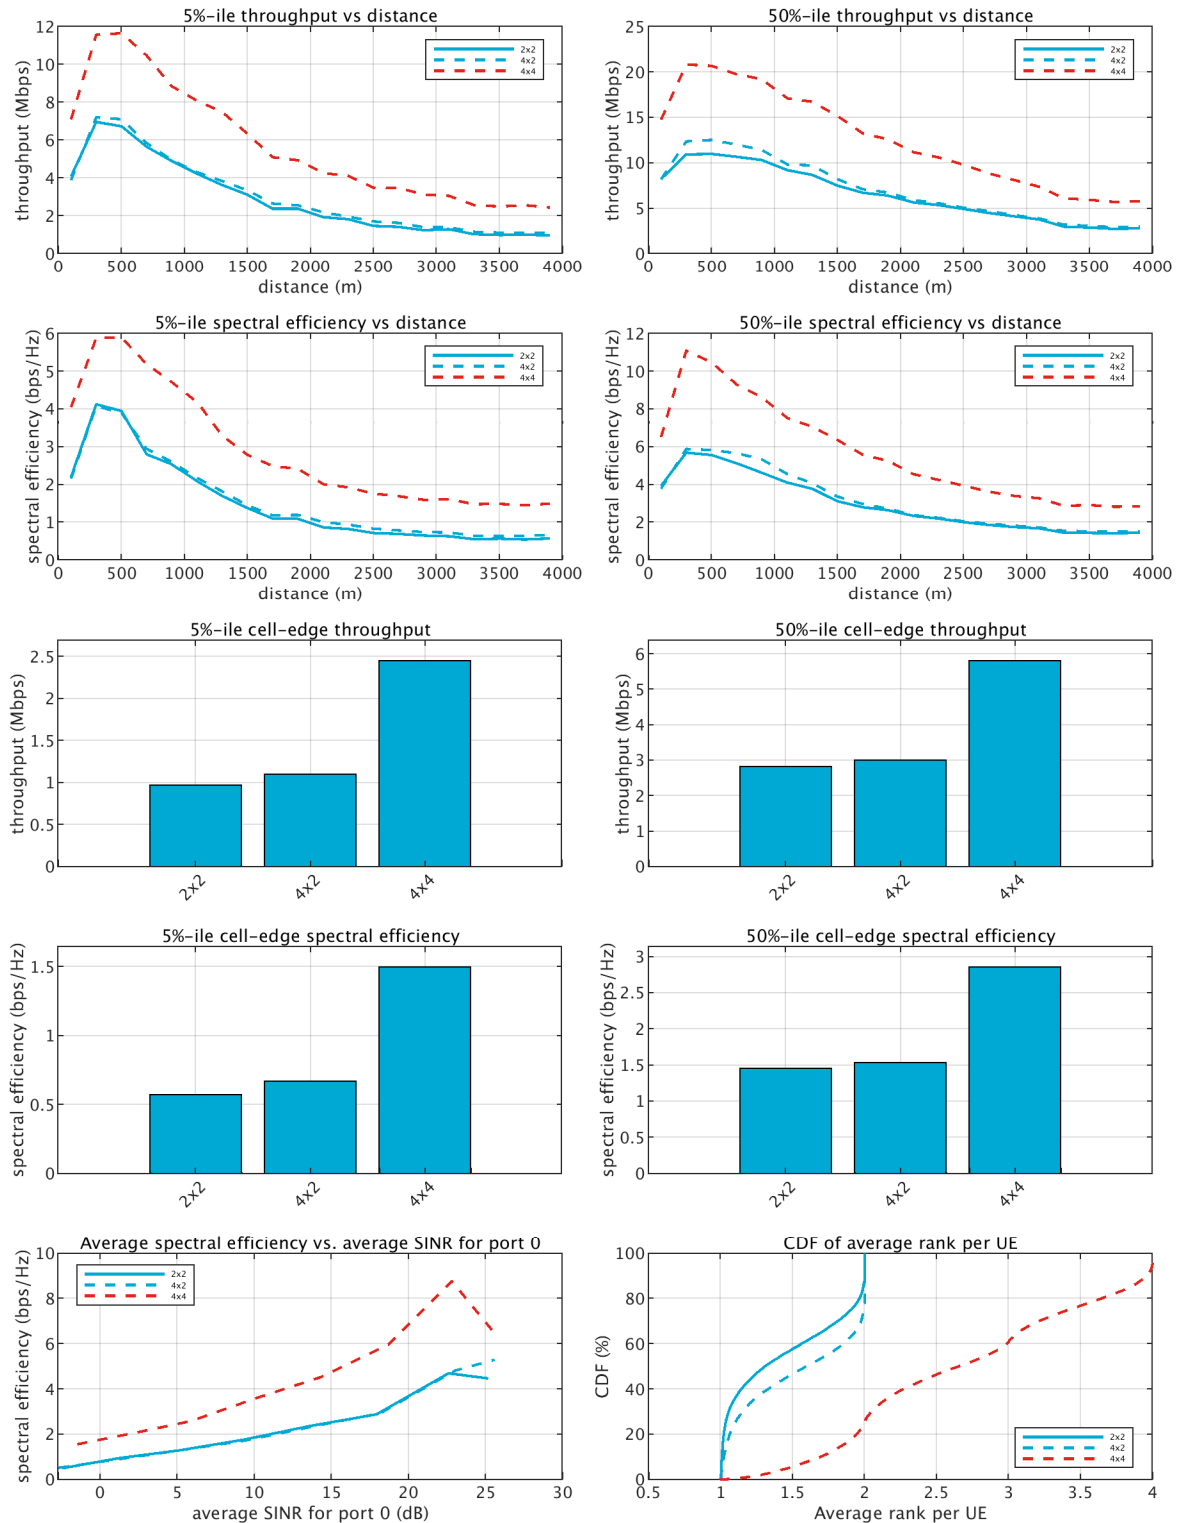 5%-ile throughput vs distance
throughput (Mbps)
12
10
8
6
4
2
0
0 500 1000 1500 2000 2500 3000 3500 4000
distance (m)
2x2
4x2
4x4
50%-ile throughput vs distance
throughput (Mbps)
25
20
15
10
5
0
0 500 1000 1500 2000 2500 3000 3500 4000
distance (m)
2x2
4x2
4x4
5%-ile spectral efficiency vs distance
spectral efficiency (bps/Hz)
6
5
4
3
2
1
0
0 500 1000 1500 2000 2500 3000 3500 4000
distance (m)
2x2
4x2
4x4
50%-ile spectral efficiency vs distance
spectral efficiency (bps/Hz)
12
10
8
6
4
2
0
0 500 1000 1500 2000 2500 3000 3500 4000
distance (m)
2x2
4x2
4x4
5%-ile cell-edge throughput
throughput (Mbps)
2.5
2
1.5
1
0.5
0
2x2 4x2 4x4
50%-ile cell-edge throughput
throughput (Mbps)
6
5
4
3
2
1
0
2x2 4x2 4x4
5%-ile cell-edge spectral efficiency
spectral efficiency (bps/Hz)
1.5
1
0.5
0
2x2 4x2 4x4
50%-ile cell-edge spectral efficiency
spectral efficiency (bps/Hz)
3
2.5
2
1.5
1
0.5
0
2x2 4x2 4x4
Average spectral efficiency vs. average SINR for port 0
spectral efficiency (bps/Hz)
10
8
6
4
2
0
0 5 10 15 20 25 30
average SINR for port 0 (dB)
2x2
4x2
4x4
CDF of average rank per UE
CDF (%)
100
80
60
40
20
0
0.5 1 1.5 2 2.5 3 3.5 4
Average rank per UE
2x2
4x2
4x4